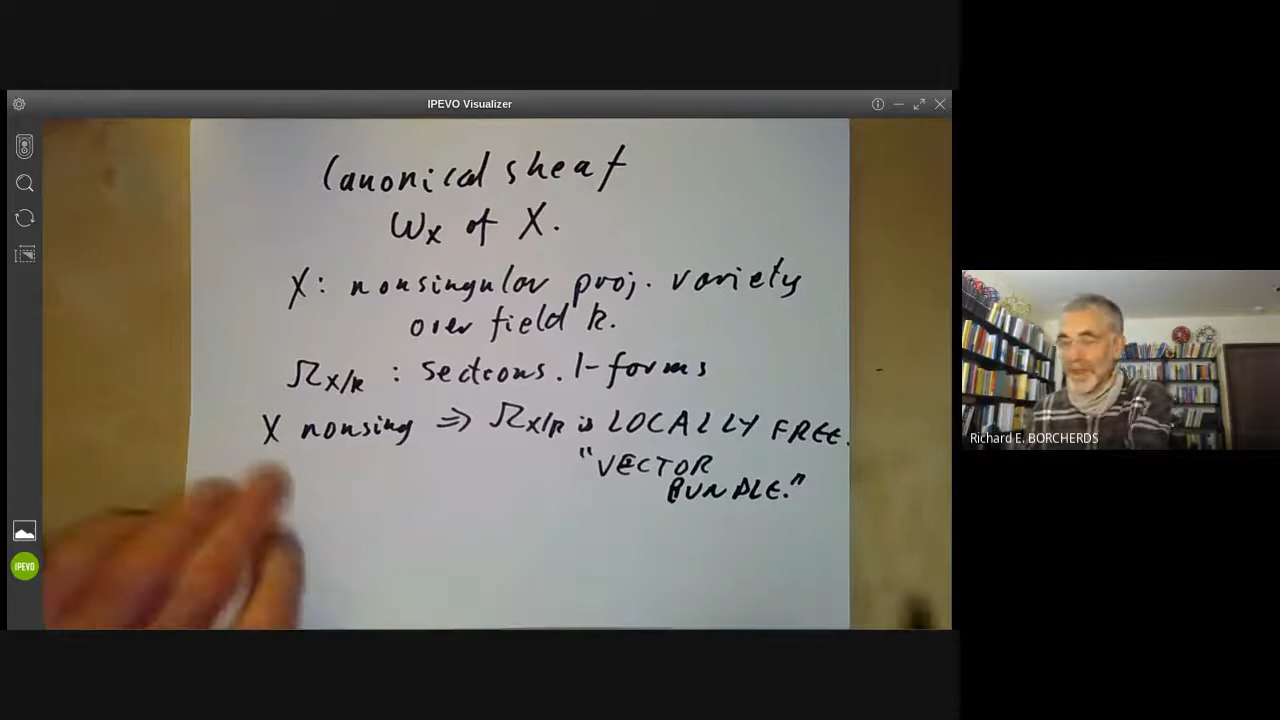 IPEVO Visualizer
Canonical sheaf
ωx of X.
X: nonsingular proj. variety
over field k.
Ωx/k : sections. 1-forms
X nonsing ⇒ Ωx/k is LOCALLY FREE.
"VECTOR
BUNDLE."
Richard E. BORCHERDS
IPEVO